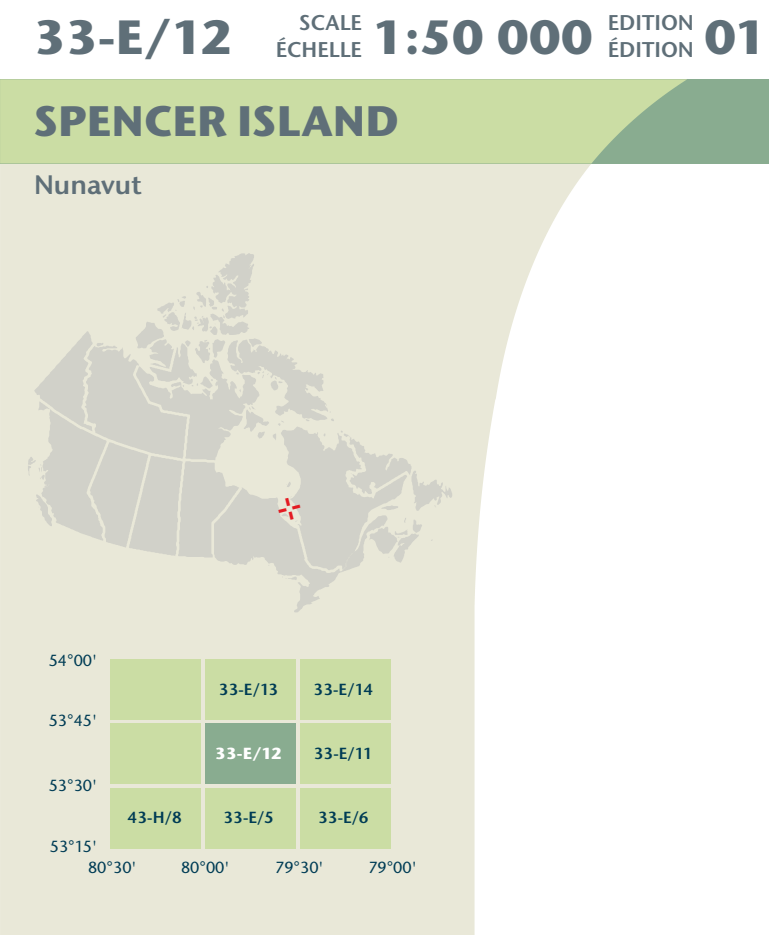 33-E/12
SCALE
ÉCHELLE
1:50 000
EDITION
ÉDITION
01
SPENCER ISLAND
Nunavut
54°00'
33-E/13 33-E/14
53°45'
33-E/12 33-E/11
53°30'
43-H/8 33-E/5 33-E/6
53°15'
80°30' 80°00' 79°30' 79°00'